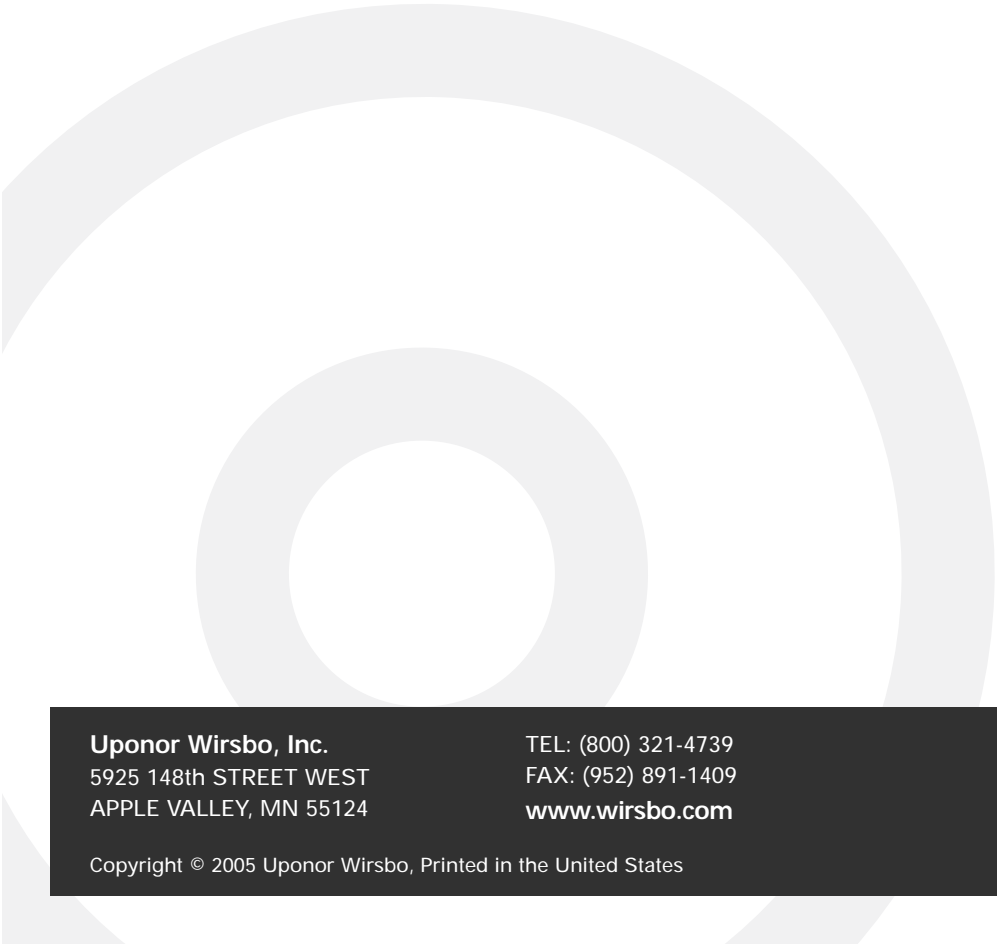 Uponor Wirsbo, Inc.
5925 148th STREET WEST
APPLE VALLEY, MN 55124
TEL: (800) 321-4739
FAX: (952) 891-1409
www.wirsbo.com
Copyright © 2005 Uponor Wirsbo, Printed in the United States